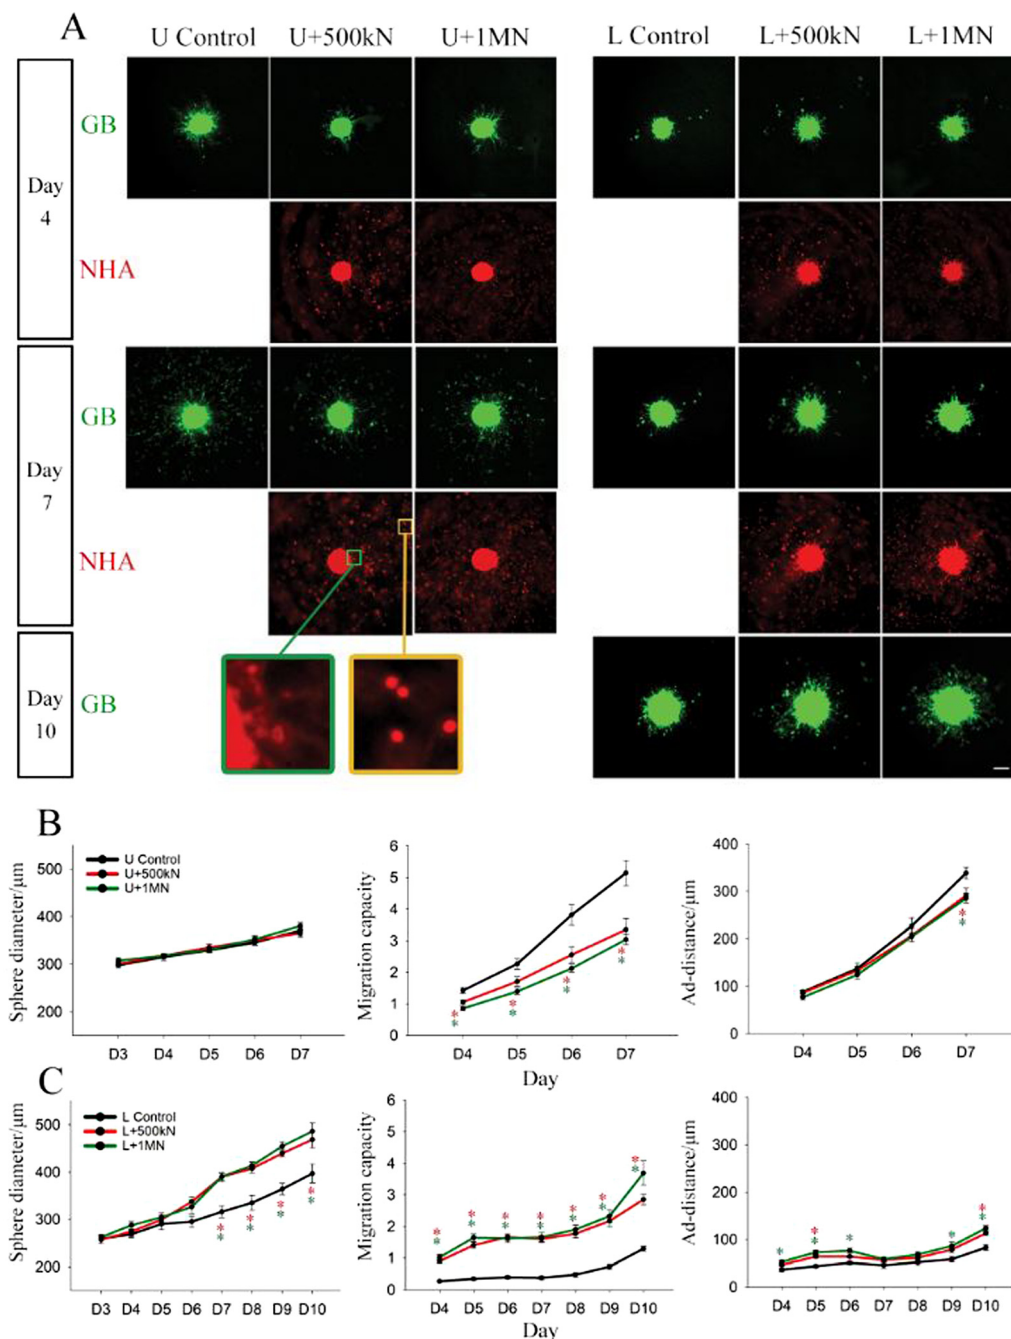 A
U Control U+500kN U+1MN L Control L+500kN L+1MN
Day
4
GB
NHA
Day
7
GB
NHA
Day
10
GB
B
Sphere diameter/µm
500
400
300
200
U Control
U+500kN
U+1MN
D3 D4 D5 D6 D7
Migration capacity
6
5
4
3
2
1
0
* * * *
* * * *
D4 D5 D6 D7
Ad-distance/µm
400
300
200
100
0
*
*
D4 D5 D6 D7
Day
C
Sphere diameter/µm
500
400
300
200
L Control
L+500kN
L+1MN
* * * *
* * * *
D3 D4 D5 D6 D7 D8 D9 D10
Migration capacity
6
5
4
3
2
1
0
* * * * * * *
* * * * * * *
D4 D5 D6 D7 D8 D9 D10
Ad-distance/µm
400
300
200
100
0
* *
* * * * *
D4 D5 D6 D7 D8 D9 D10
Day